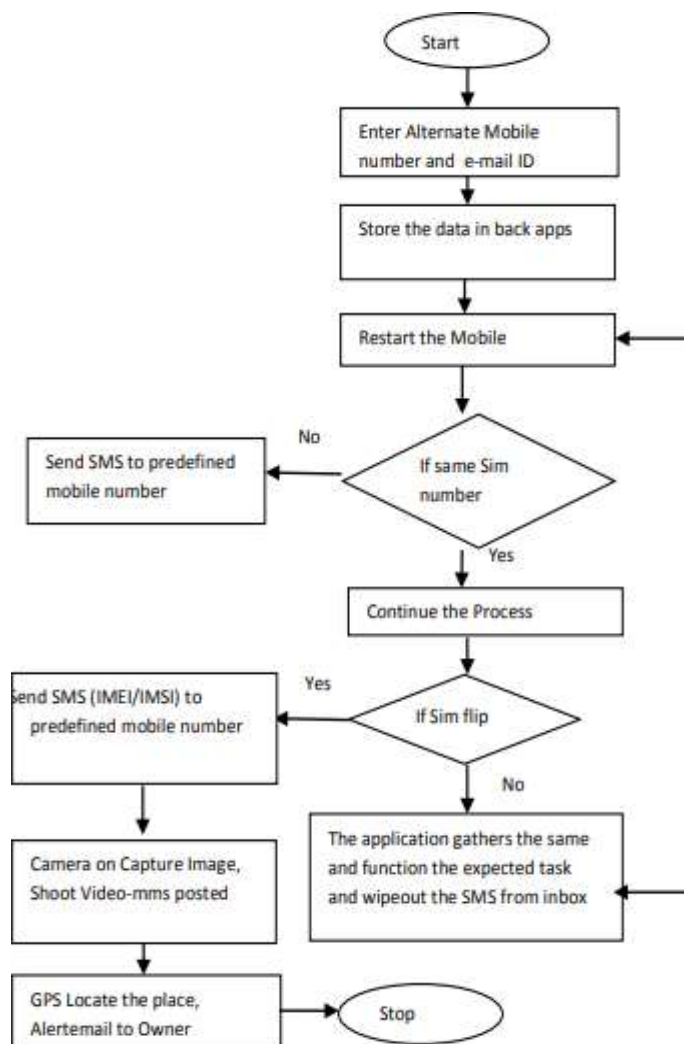 Start
Enter Alternate Mobile
number and e-mail ID
Store the data in back apps
Restart the Mobile
No
If same Sim
number
Send SMS to predefined
mobile number
Yes
Continue the Process
Yes
If Sim flip
Send SMS (IMEI/IMSI) to
predefined mobile number
No
The application gathers the same
and function the expected task
and wipeout the SMS from inbox
Camera on Capture Image,
Shoot Video-mms posted
GPS Locate the place,
Alertemail to Owner
Stop